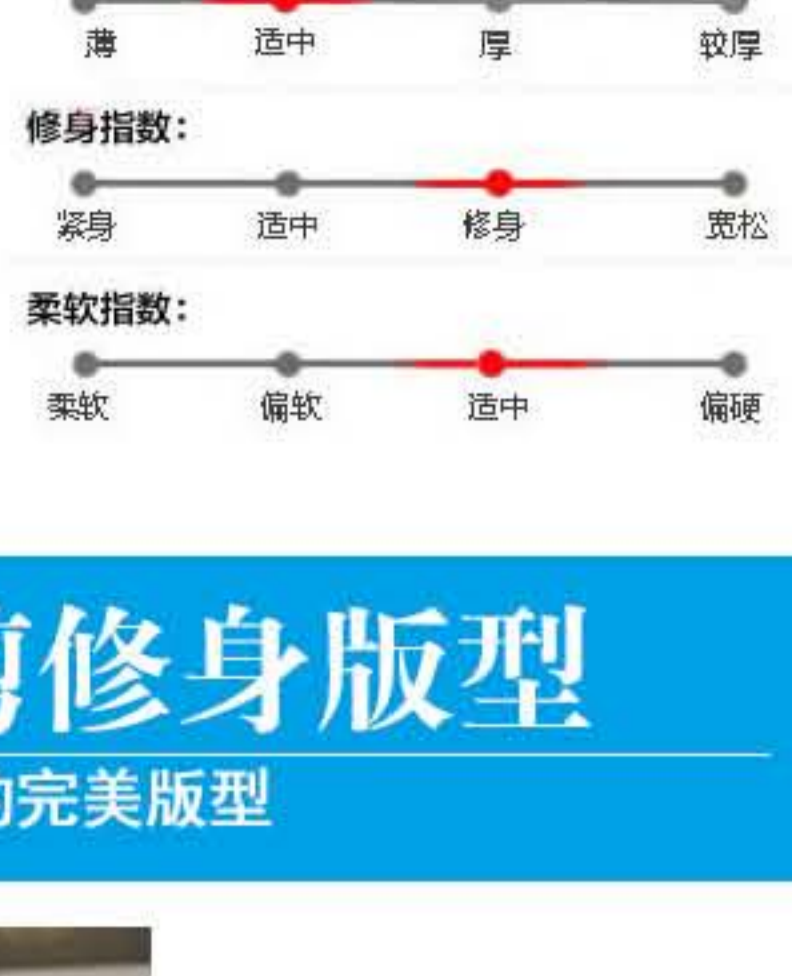 薄 适中 厚 较厚
修身指数：
紧身 适中 修身 宽松
柔软指数：
柔软 偏软 适中 偏硬
修身版型
完美版型